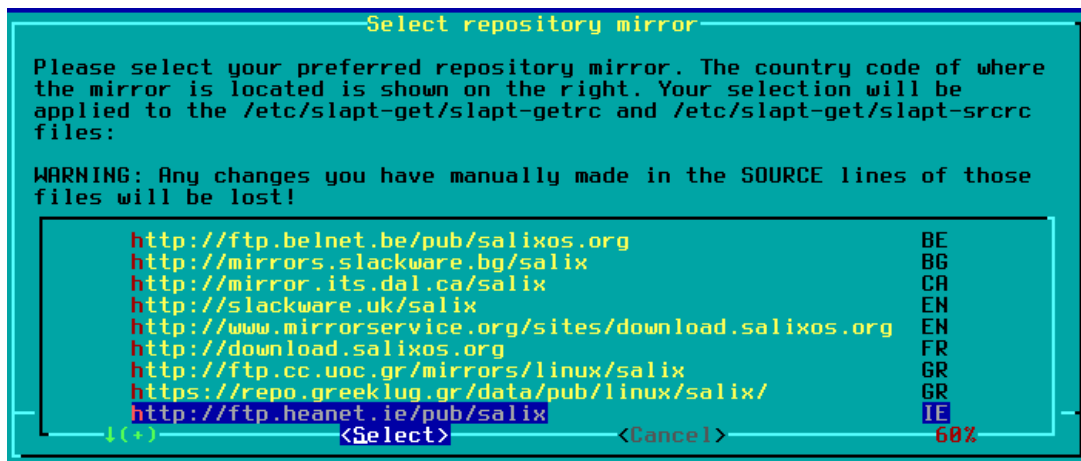 Select repository mirror
Please select your preferred repository mirror. The country code of where
the mirror is located is shown on the right. Your selection will be
applied to the /etc/slapt-get/slapt-getrc and /etc/slapt-get/slapt-srcrc
files:
WARNING: Any changes you have manually made in the SOURCE lines of those
files will be lost!
http://ftp.belnet.be/pub/salixos.org BE
http://mirrors.slackware.bg/salix BG
http://mirror.its.dal.ca/salix CA
http://slackware.uk/salix EN
http://www.mirrorservice.org/sites/download.salixos.org EN
http://download.salixos.org FR
http://ftp.cc.uoc.gr/mirrors/linux/salix GR
https://repo.greeklug.gr/data/pub/linux/salix/ GR
http://ftp.heanet.ie/pub/salix IE
↓(+) <Select> <Cancel> 60%